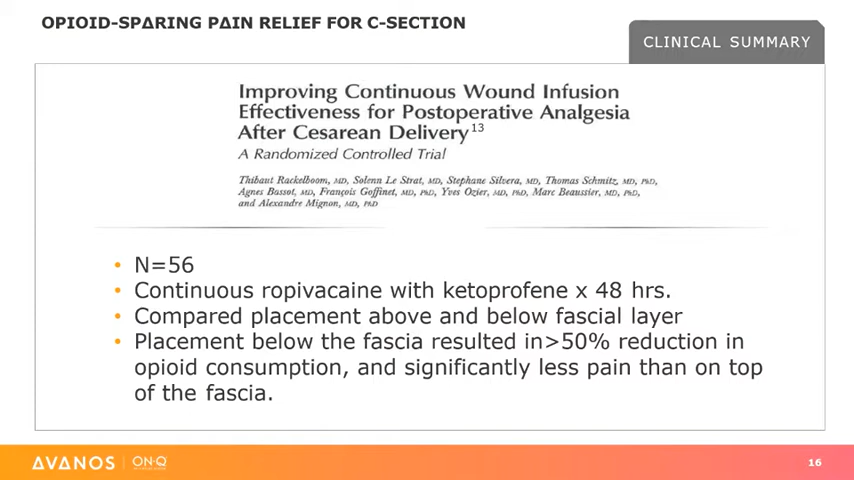 OPIOID-SPΔRING PΔIN RELIEF FOR C-SECTION
CLINICAL SUMMARY
Improving Continuous Wound Infusion
Effectiveness for Postoperative Analgesia
After Cesarean Delivery13
A Randomized Controlled Trial
Thibaut Rackelboom, MD, Solenn Le Strat, MD, Stephane Silvera, MD, Thomas Schmitz, MD, PhD,
Agnes Bassot, MD, François Goffinet, MD, PhD, Yves Ozier, MD, PhD, Marc Beaussier, MD, PhD,
and Alexandre Mignon, MD, PhD
• N=56
• Continuous ropivacaine with ketoprofene x 48 hrs.
• Compared placement above and below fascial layer
• Placement below the fascia resulted in>50% reduction in
opioid consumption, and significantly less pain than on top
of the fascia.
AVANOS | ON-Q
16